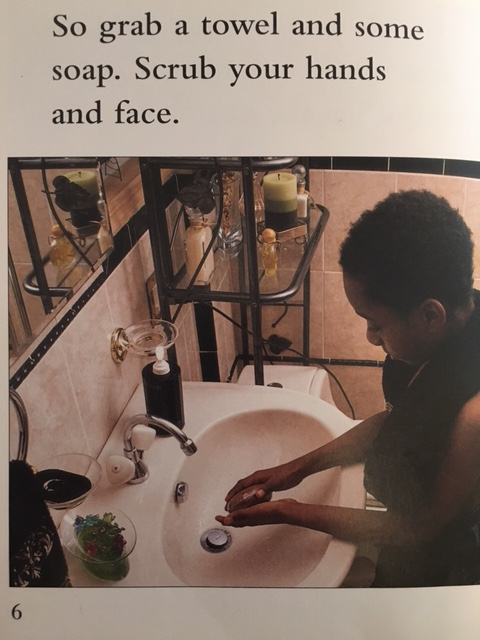 So grab a towel and some
soap. Scrub your hands
and face.
6